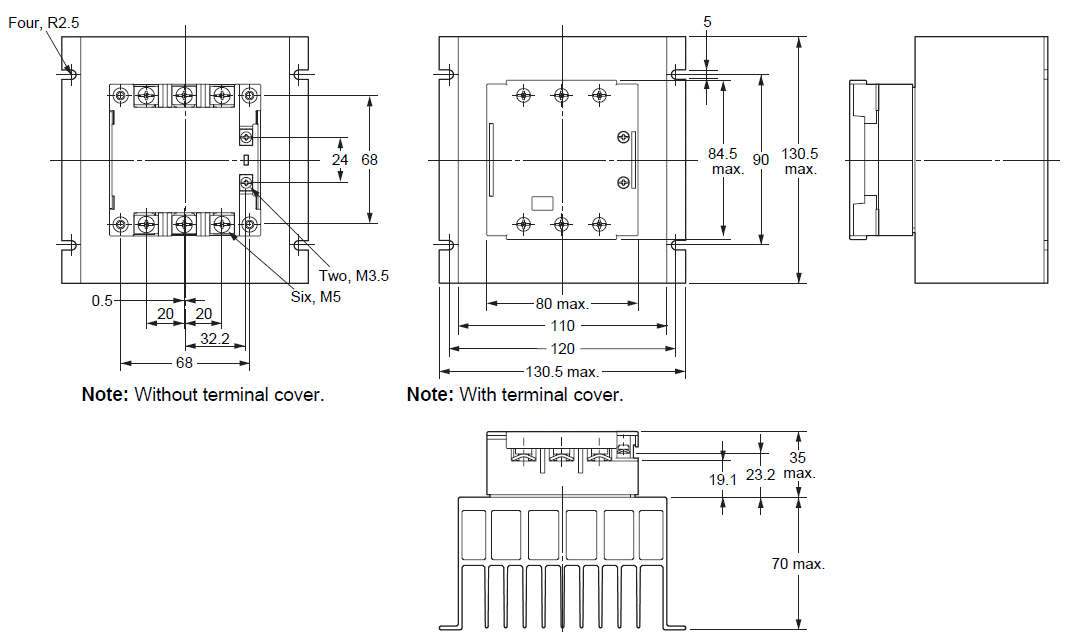 Four, R2.5
24
68
Two, M3.5
Six, M5
0.5
20
20
32.2
68
Note: Without terminal cover.
5
84.5
max.
90
130.5
max.
80 max.
110
120
130.5 max.
Note: With terminal cover.
19.1
23.2
35
max.
70 max.